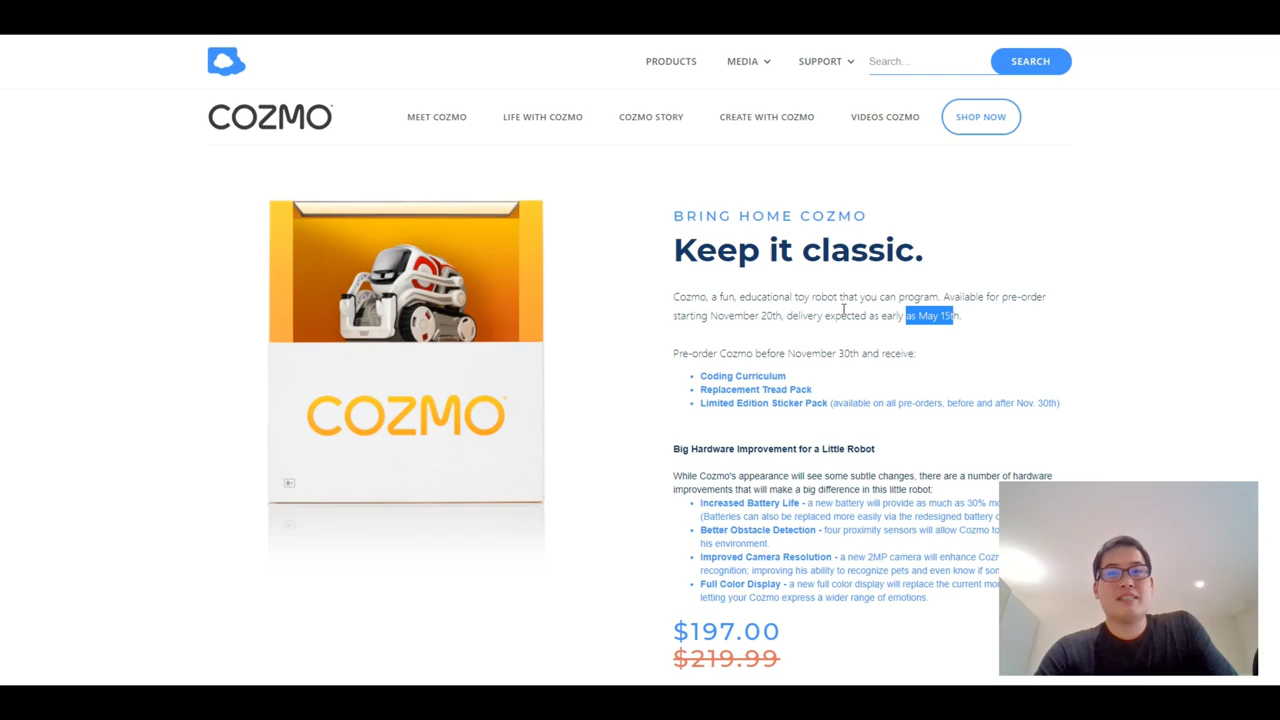 PRODUCTS MEDIA SUPPORT Search... SEARCH
COZMO MEET COZMO LIFE WITH COZMO COZMO STORY CREATE WITH COZMO VIDEOS COZMO SHOP NOW
BRING HOME COZMO
Keep it classic.
Cozmo, a fun, educational toy robot that you can program. Available for pre-order
starting November 20th, delivery expected as early as May 15th.
Pre-order Cozmo before November 30th and receive:
Coding Curriculum
Replacement Tread Pack
Limited Edition Sticker Pack (available on all pre-orders, before and after Nov. 30th)
COZMO
8+
Big Hardware Improvement for a Little Robot
While Cozmo's appearance will see some subtle changes, there are a number of hardware
improvements that will make a big difference in this little robot:
Increased Battery Life - a new battery will provide as much as 30%
(Batteries can also be replaced more easily via the redesigned battery
Better Obstacle Detection - four proximity sensors will allow Cozmo to
his environment.
Improved Camera Resolution - a new 2MP camera will enhance
recognition; improving his ability to recognize pets and even know if
Full Color Display - a new full color display will replace the current
letting your Cozmo express a wider range of emotions.
$197.00
$219.99